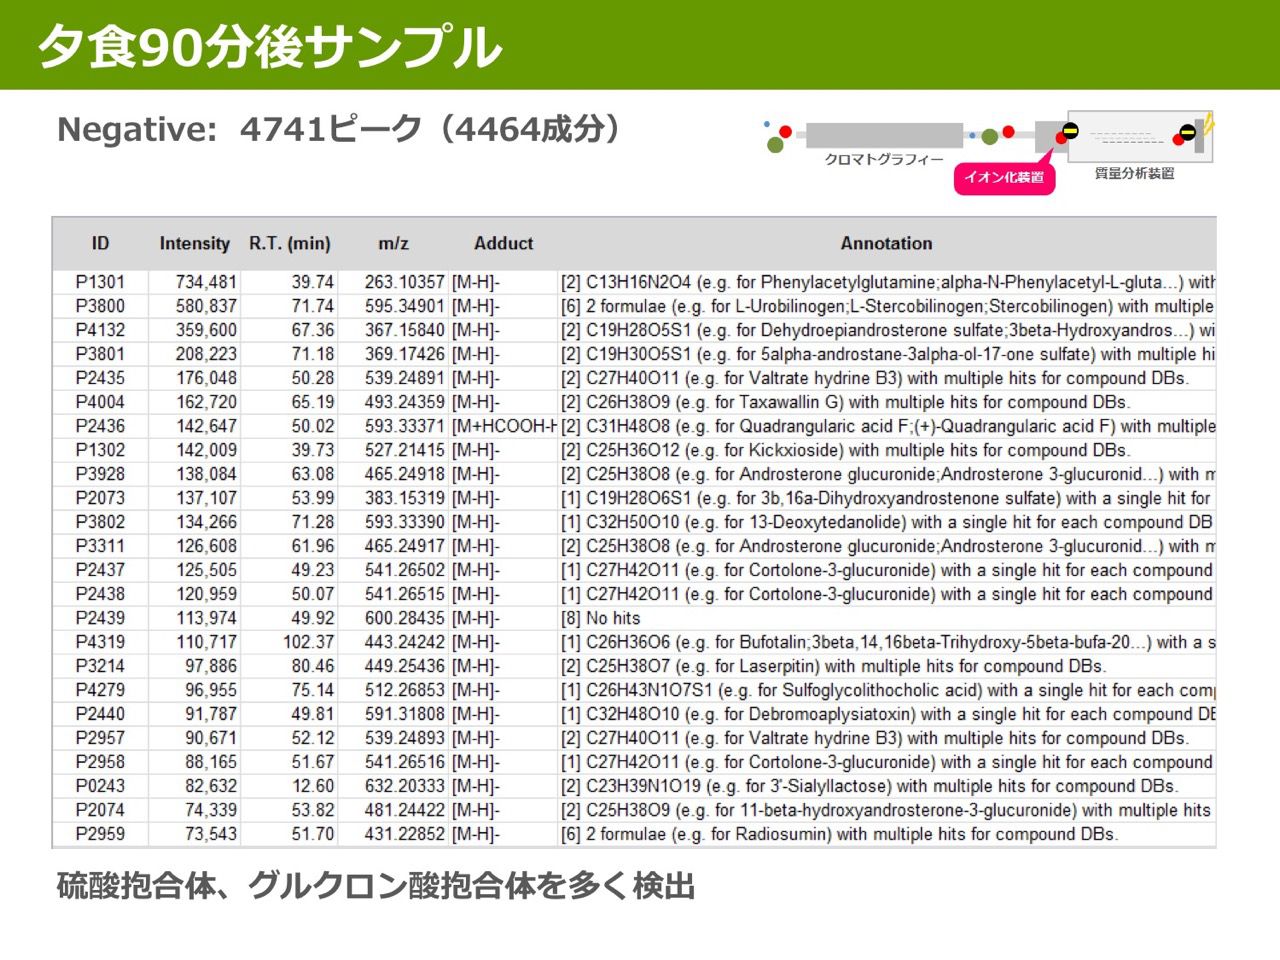 夕食90分後サンプル
Negative: 4741ピーク（4464成分）
クロマトグラフィー
イオン化装置
質量分析装置
ID Intensity R.T. (min) m/z Adduct Annotation
P1301 734,481 39.74 263.10357 [M-H]- [2] C13H16N2O4 (e.g. for Phenylacetylglutamine;alpha-N-Phenylacetyl-L-gluta...) with
P3800 580,837 71.74 595.34901 [M-H]- [6] 2 formulae (e.g. for L-Urobilinogen;L-Stercobilinogen;Stercobilinogen) with multiple
P4132 359,600 67.36 367.15840 [M-H]- [2] C19H28O5S1 (e.g. for Dehydroepiandrosterone sulfate;3beta-Hydroxyandros...) wi
P3801 208,223 71.18 369.17426 [M-H]- [2] C19H30O5S1 (e.g. for 5alpha-androstane-3alpha-ol-17-one sulfate) with multiple hi
P2435 176,048 50.28 539.24891 [M-H]- [2] C27H40O11 (e.g. for Valtrate hydrine B3) with multiple hits for compound DBs.
P4004 162,720 65.19 493.24359 [M-H]- [2] C26H38O9 (e.g. for Taxawallin G) with multiple hits for compound DBs.
P2436 142,647 50.02 593.33371 [M+HCOOH-H [2] C31H48O8 (e.g. for Quadrangularic acid F;(+)-Quadrangularic acid F) with multiple
P1302 142,009 39.73 527.21415 [M-H]- [2] C25H36O12 (e.g. for Kickxioside) with multiple hits for compound DBs.
P3928 138,084 63.08 465.24918 [M-H]- [2] C25H38O8 (e.g. for Androsterone glucuronide;Androsterone 3-glucuronid...) with m
P2073 137,107 53.99 383.15319 [M-H]- [1] C19H28O6S1 (e.g. for 3b,16a-Dihydroxyandrostenone sulfate) with a single hit for
P3802 134,266 71.28 593.33390 [M-H]- [1] C32H50O10 (e.g. for 13-Deoxytedanolide) with a single hit for each compound DB
P3311 126,608 61.96 465.24917 [M-H]- [2] C25H38O8 (e.g. for Androsterone glucuronide;Androsterone 3-glucuronid...) with m
P2437 125,505 49.23 541.26502 [M-H]- [1] C27H42O11 (e.g. for Cortolone-3-glucuronide) with a single hit for each compound
P2438 120,959 50.07 541.26515 [M-H]- [1] C27H42O11 (e.g. for Cortolone-3-glucuronide) with a single hit for each compound
P2439 113,974 49.92 600.28435 [M-H]- [8] No hits
P4319 110,717 102.37 443.24242 [M-H]- [1] C26H36O6 (e.g. for Bufotalin;3beta,14,16beta-Trihydroxy-5beta-bufa-20...) with a s
P3214 97,886 80.46 449.25436 [M-H]- [2] C25H38O7 (e.g. for Laserpitin) with multiple hits for compound DBs.
P4279 96,955 75.14 512.26853 [M-H]- [1] C26H43N1O7S1 (e.g. for Sulfoglycolithocholic acid) with a single hit for each comp
P2440 91,787 49.81 591.31808 [M-H]- [1] C32H48O10 (e.g. for Debromoaplysiatoxin) with a single hit for each compound DE
P2957 90,671 52.12 539.24893 [M-H]- [2] C27H40O11 (e.g. for Valtrate hydrine B3) with multiple hits for compound DBs.
P2958 88,165 51.67 541.26516 [M-H]- [1] C27H42O11 (e.g. for Cortolone-3-glucuronide) with a single hit for each compound
P0243 82,632 12.60 632.20333 [M-H]- [2] C23H39N1O19 (e.g. for 3'-Sialyllactose) with multiple hits for compound DBs.
P2074 74,339 53.82 481.24422 [M-H]- [2] C25H38O9 (e.g. for 11-beta-hydroxyandrosterone-3-glucuronide) with multiple hits
P2959 73,543 51.70 431.22852 [M-H]- [6] 2 formulae (e.g. for Radiosumin) with multiple hits for compound DBs.
硫酸抱合体、グルクロン酸抱合体を多く検出